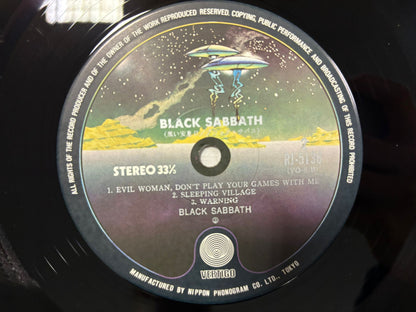 ALL RIGHTS OF THE RECORD PRODUCER AND OF THE OWNER OF THE WORK REPRODUCED RESERVED. COPYING, PUBLIC PERFORMANCE AND BROADCASTING OF THIS RECORD PROHIBITED
BLACK SABBATH
STEREO 33⅓
1. EVIL WOMAN, DON'T PLAY YOUR GAMES WITH ME
2. SLEEPING VILLAGE
3. WARNING
BLACK SABBATH
VERTIGO
MANUFACTURED BY NIPPON PHONOGRAM CO. LTD., TOKYO